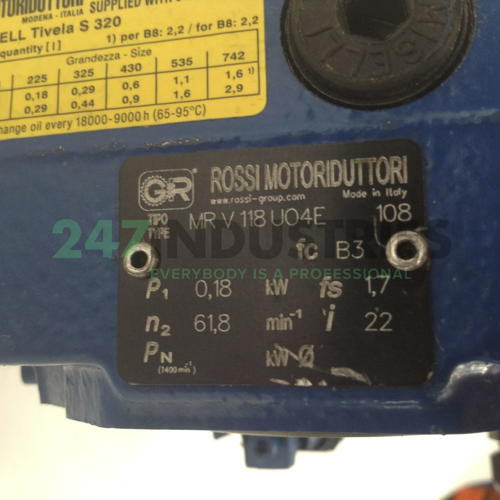 MOTORIDUTTORI
MODENA - ITALIA SUPPLIED WITH
ELL Tivela S 320
quantity [ l ] 1) per B8: 2,2 / for B8: 2,2
Grandezza - Size
225 325 430 535 742
0,18 0,29 0,6 1,1 1,6 1)
0,29 0,44 0,9 1,6 2,9
hange oil every 18000-9000 h (65-95°C)
GR ROSSI MOTORIDUTTORI
www.rossi-group.com Made in Italy
TIPO
TYPE MR V 118 UO4E 108
fc B3
247 INDUSTRIES
EVERYBODY IS A PROFESSIONAL
P1 0,18 kW fs 1,7
n2 61,8 min-1 i 22
PN kW Ø
(1400 min-1)